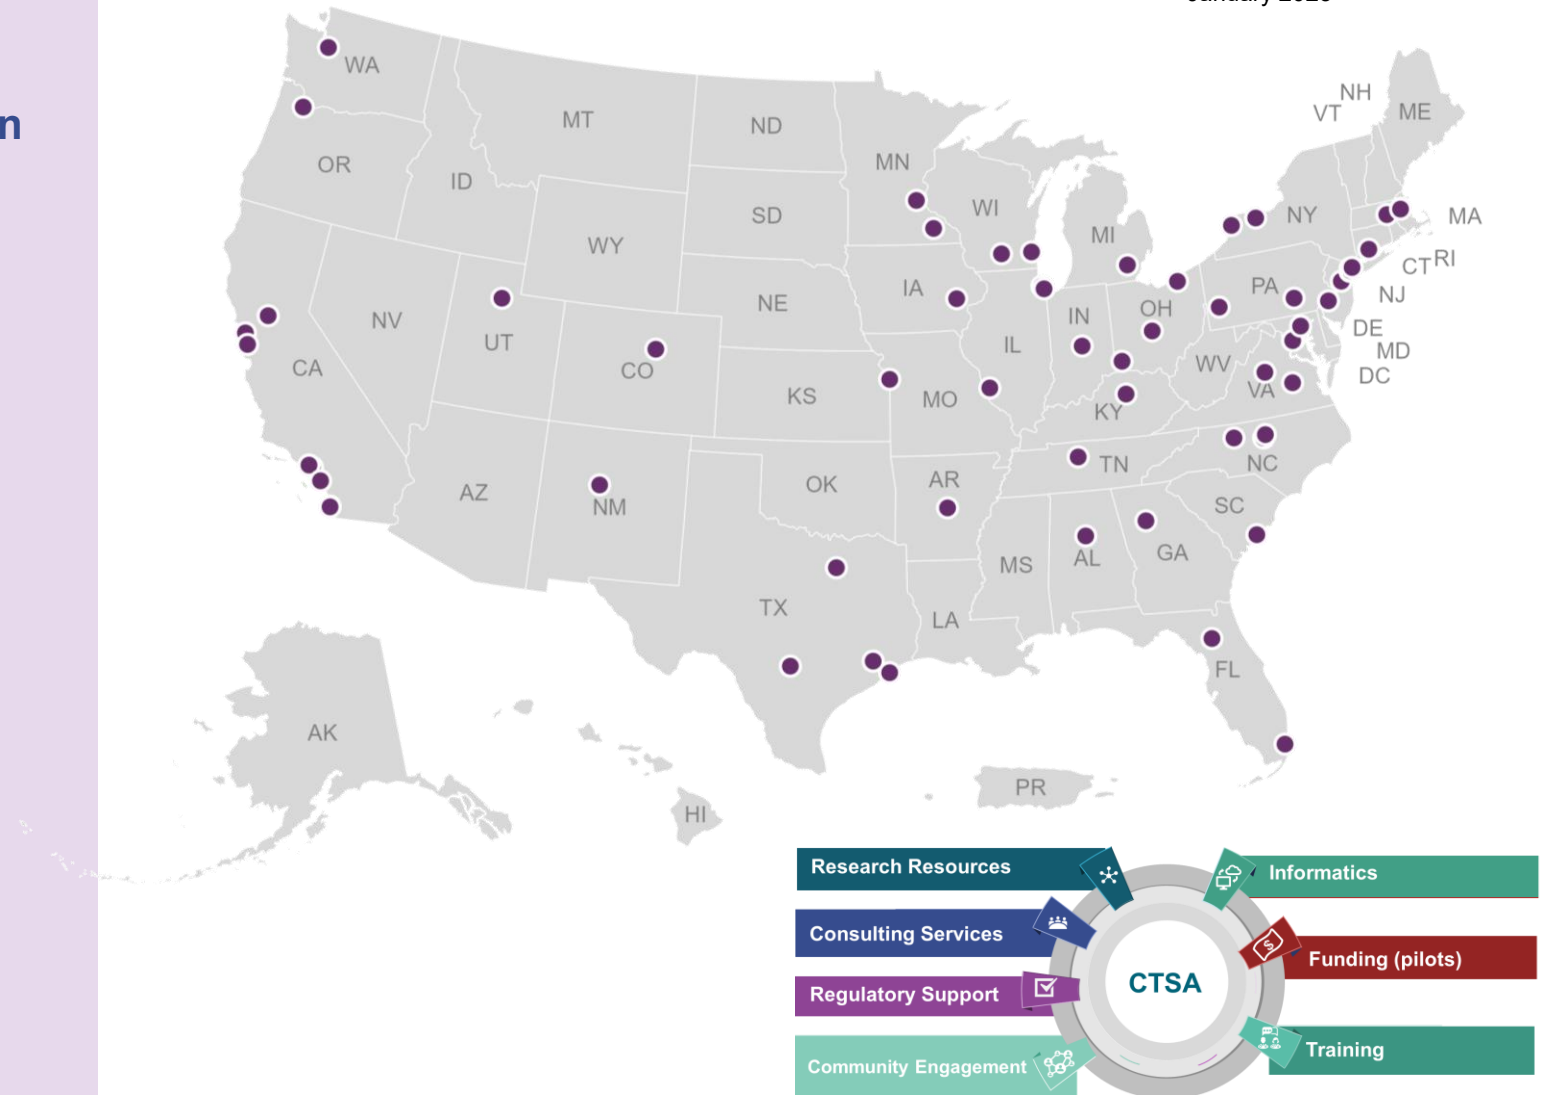 n
WA
MT
ND
MN
OR
ID
SD
WI
MI
NY
NH
VT
ME
MA
WY
IA
NE
NV
UT
CO
CA
KS
MO
IL
IN
OH
PA
CT
RI
NJ
DE
MD
DC
WV
VA
KY
TN
NC
AZ
NM
OK
AR
SC
MS
AL
GA
TX
LA
FL
AK
HI
PR
Research Resources
Informatics
Consulting Services
Funding (pilots)
CTSA
Regulatory Support
Training
Community Engagement